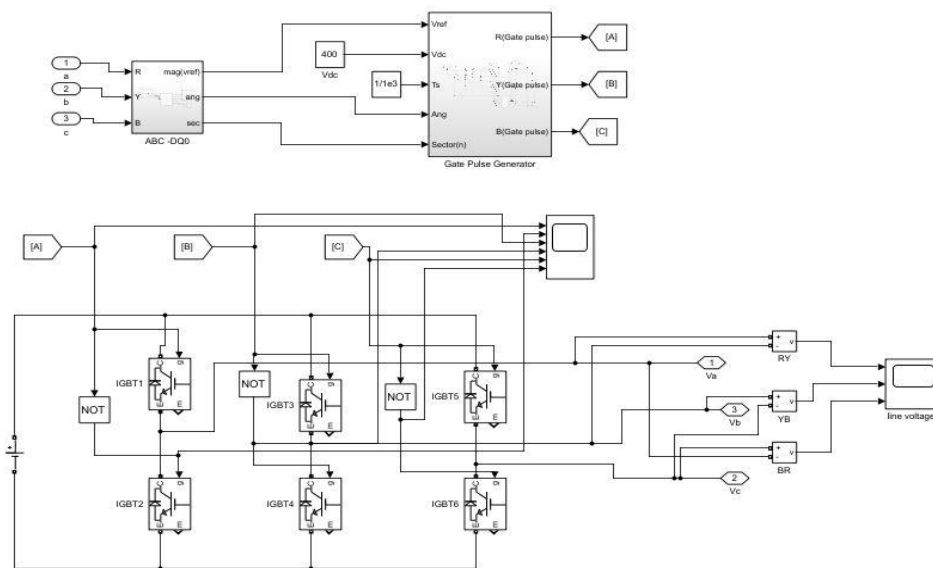 1
a
2
b
3
c
R
Y
B
mag(vref)
ang
sec
ABC -DQ0
400
Vdc
1/1e3
Vref
Vdc
Ts
Ang
Sector(n)
R(Gate pulse)
Y(Gate pulse)
B(Gate pulse)
Gate Pulse Generator
[A]
[B]
[C]
[A]
[B]
[C]
NOT
NOT
NOT
IGBT1
C
g
E
E
IGBT3
C
g
E
E
IGBT5
C
g
E
E
IGBT2
C
g
E
E
IGBT4
C
g
E
E
IGBT6
C
g
E
E
+
1
Va
3
Vb
2
Vc
+
-
v
RY
+
-
v
YB
+
-
v
BR
line voltage